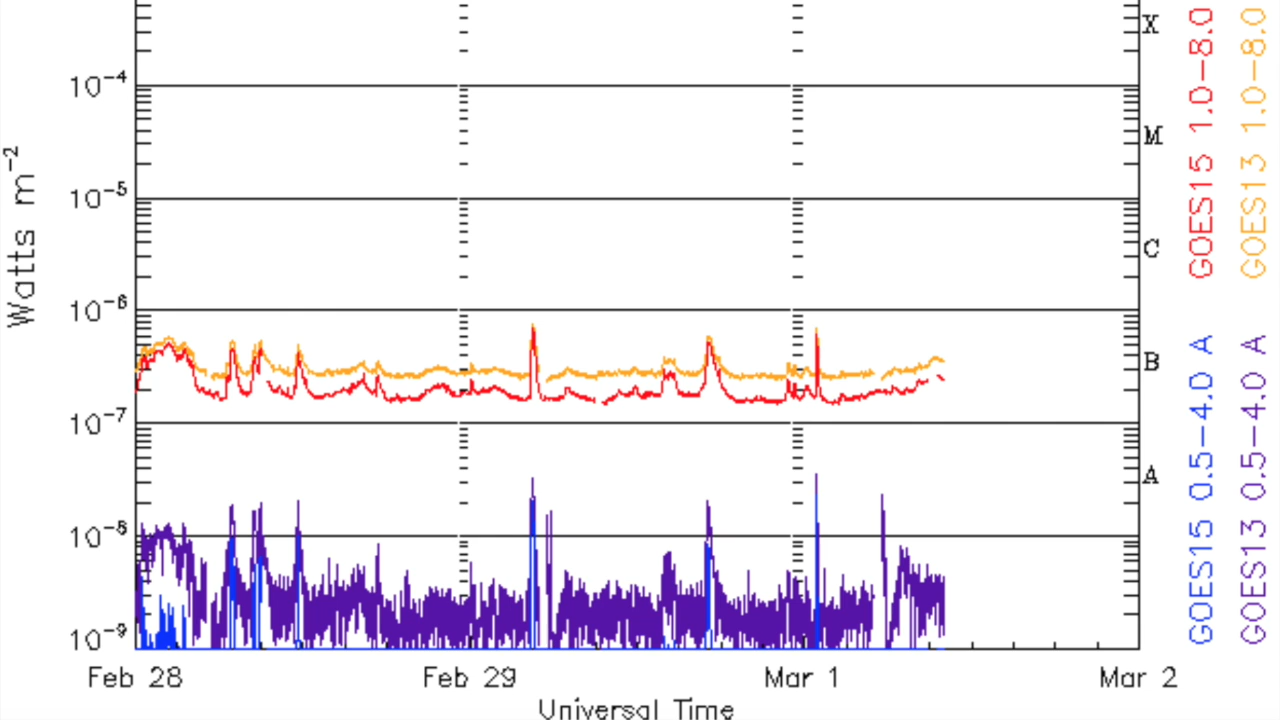 Watts m⁻²
10⁻⁴
10⁻⁵
10⁻⁶
10⁻⁷
10⁻⁸
10⁻⁹
X
M
C
B
A
Feb 28
Feb 29
Mar 1
Mar 2
Universal Time
GOES15 0.5-4.0 A
GOES15 1.0-8.0
GOES13 0.5-4.0 A
GOES13 1.0-8.0